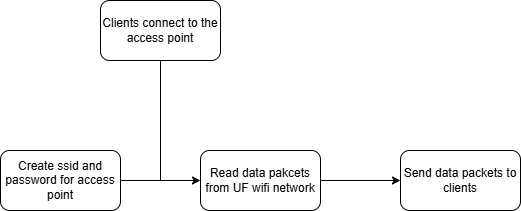 Clients connect to the
access point
Create ssid and
password for access
point
Read data pakcets
from UF wifi network
Send data packets to
clients